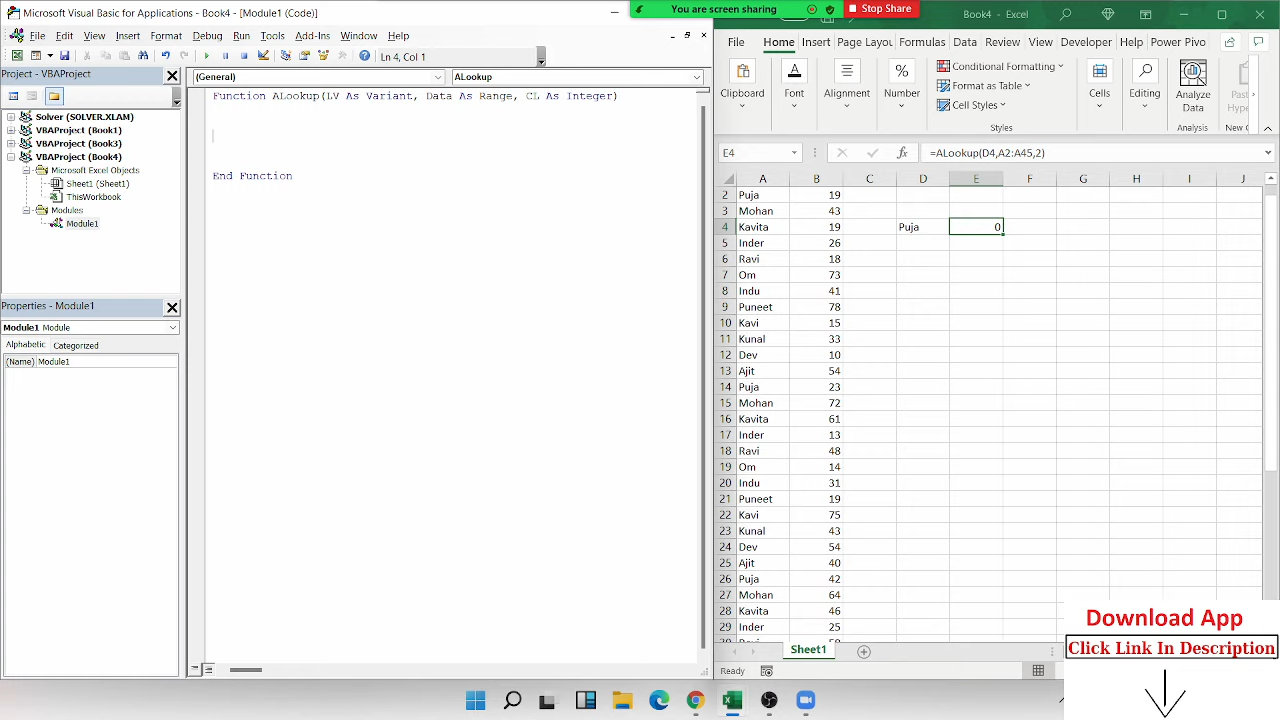 Microsoft Visual Basic for Applications - Book4 - [Module1 (Code)]
You are screen sharing
Stop Share
Book4 - Excel
File Edit View Insert Format Debug Run Tools Add-Ins Window Help
Ln 4, Col 1
Project - VBAProject
Solver (SOLVER.XLAM)
VBAProject (Book1)
VBAProject (Book3)
VBAProject (Book4)
Microsoft Excel Objects
Sheet1 (Sheet1)
ThisWorkbook
Modules
Module1
Properties - Module1
Module1 Module
Alphabetic Categorized
(Name) Module1
(General) ALookup
Function ALookup(LV As Variant, Data As Range, CL As Integer)
End Function
File Home Insert Page Layou Formulas Data Review View Developer Help Power Pivo
Clipboard
Font
Alignment
Number
Conditional Formatting
Format as Table
Cell Styles
Styles
Cells
Editing
Analyze Data
Analysis
Paste
New C
E4 fx =ALookup(D4,A2:A45,2)
A B C D E F G H I J
2 Puja 19
3 Mohan 43
4 Kavita 19 Puja 0
5 Inder 26
6 Ravi 18
7 Om 73
8 Indu 41
9 Puneet 78
10 Kavi 15
11 Kunal 33
12 Dev 10
13 Ajit 54
14 Puja 23
15 Mohan 72
16 Kavita 61
17 Inder 13
18 Ravi 48
19 Om 14
20 Indu 31
21 Puneet 19
22 Kavi 75
23 Kunal 43
24 Dev 54
25 Ajit 40
26 Puja 42
27 Mohan 64
28 Kavita 46
29 Inder 25
Sheet1
Ready
Download App
Click Link In Description